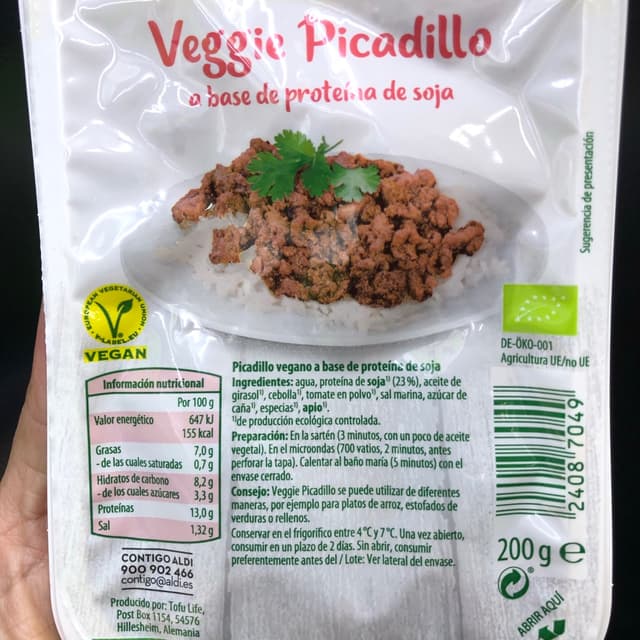 Veggie Picadillo
a base de proteína de soja
Sugerencia de presentación
EUROPEAN VEGETARIAN UNION
V-LABEL.EU
VEGAN
DE-ÖKO-001
Agricultura UE/no UE
Información nutricional
Por 100 g
Valor energético 647 kJ
155 kcal
Grasas 7,0 g
- de las cuales saturadas 0,7 g
Hidratos de carbono 8,2 g
- de los cuales azúcares 3,3 g
Proteínas 13,0 g
Sal 1,32 g
CONTIGO ALDI
900 902 466
contigo@aldi.es
Producido por: Tofu Life,
Post Box 1154, 54576
Hillesheim, Alemania
Picadillo vegano a base de proteína de soja
Ingredientes: agua, proteína de soja¹⁾ (23 %), aceite de
girasol¹⁾, cebolla¹⁾, tomate en polvo¹⁾, sal marina, azúcar de
caña¹⁾, especias¹⁾, apio¹⁾.
¹⁾de producción ecológica controlada.
Preparación: En la sartén (3 minutos, con un poco de aceite
vegetal). En el microondas (700 vatios, 2 minutos, antes
perforar la tapa). Calentar al baño maría (5 minutos) con el
envase cerrado.
Consejo: Veggie Picadillo se puede utilizar de diferentes
maneras, por ejemplo para platos de arroz, estofados de
verduras o rellenos.
Conservar en el frigorífico entre 4 °C y 7 °C. Una vez abierto,
consumir en un plazo de 2 días. Sin abrir, consumir
preferentemente antes del / Lote: Ver lateral del envase.
2408 7049
200 g e
ABRIR AQUÍ